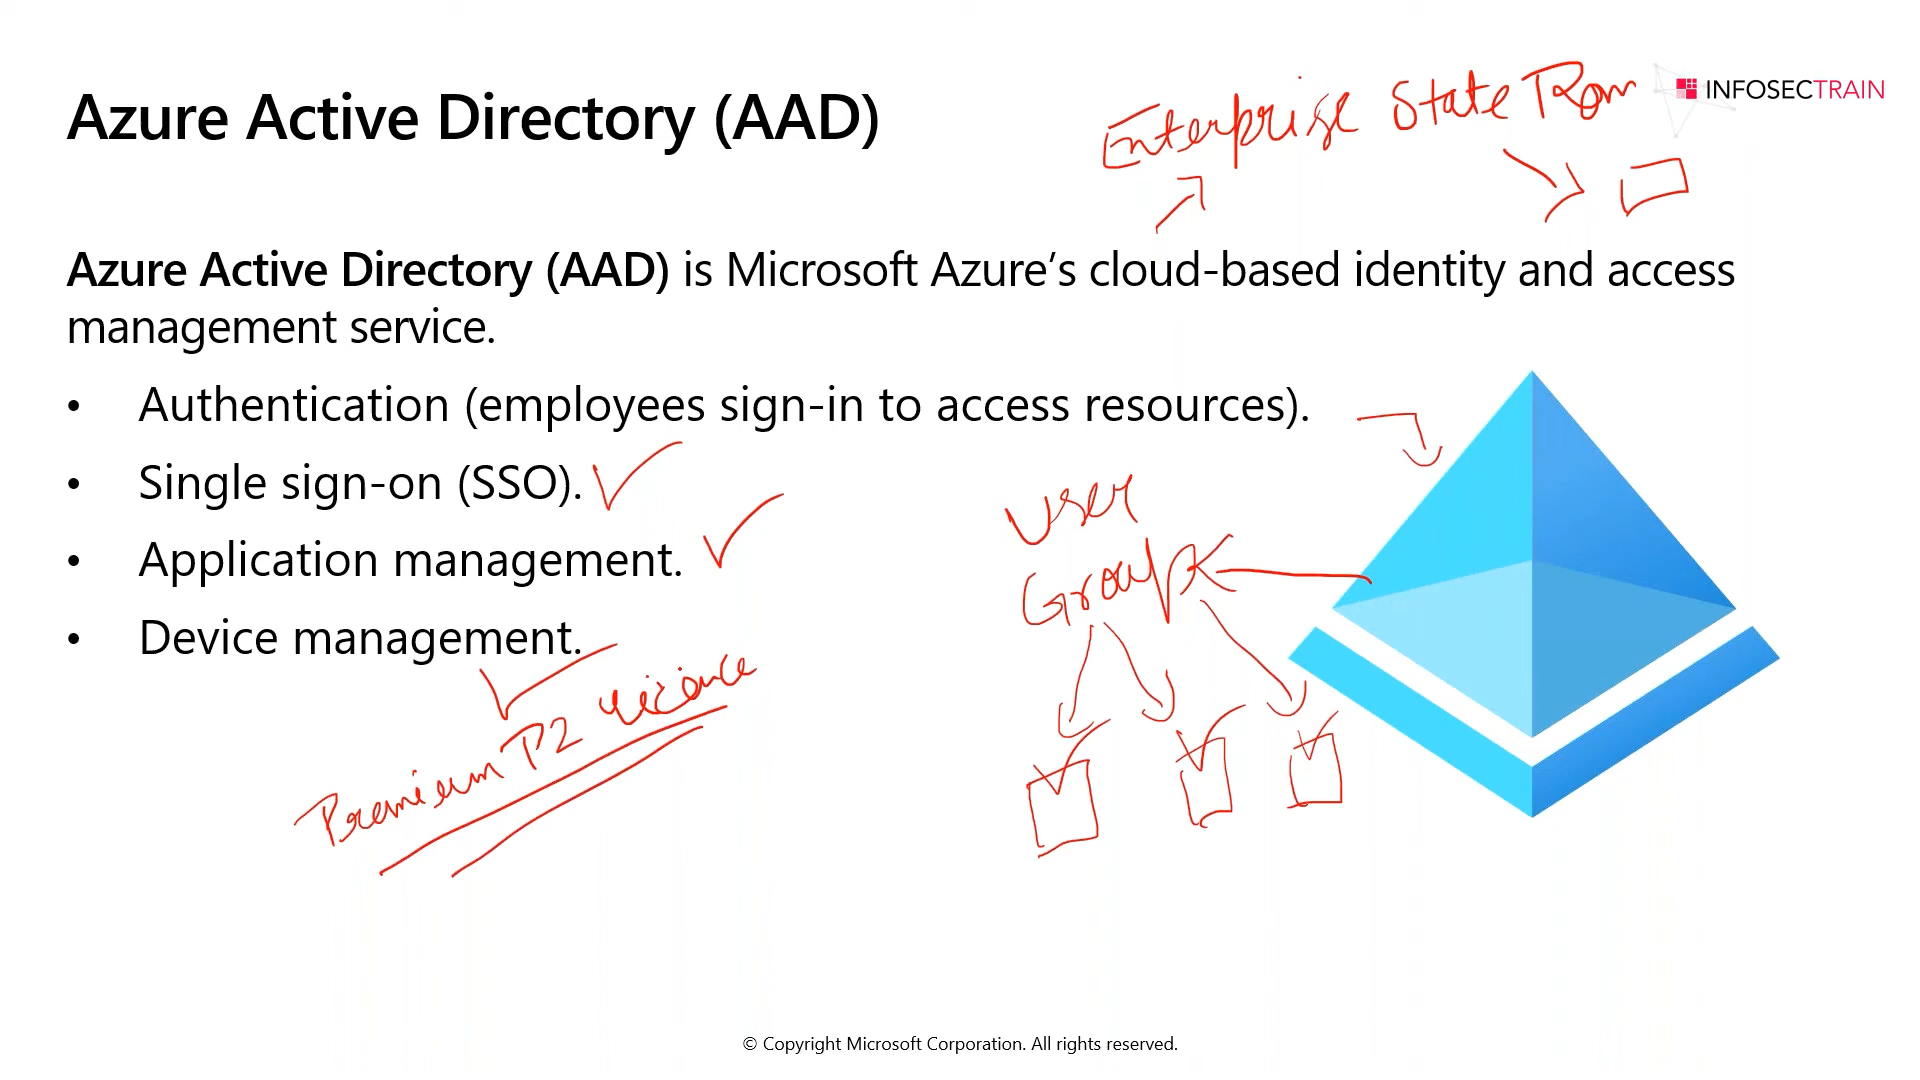 Enterprise State Rom
INFOSECTRAIN
Azure Active Directory (AAD)
Azure Active Directory (AAD) is Microsoft Azure’s cloud-based identity and access
management service.
• Authentication (employees sign-in to access resources).
• Single sign-on (SSO).
• Application management.
• Device management.
User
Group
Premium P2
© Copyright Microsoft Corporation. All rights reserved.